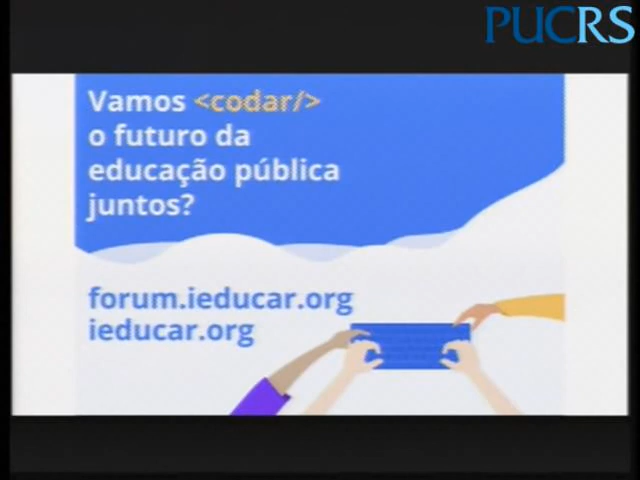 PUCRS
Vamos <codar/>
o futuro da
educação pública
juntos?
forum.ieducar.org
ieducar.org